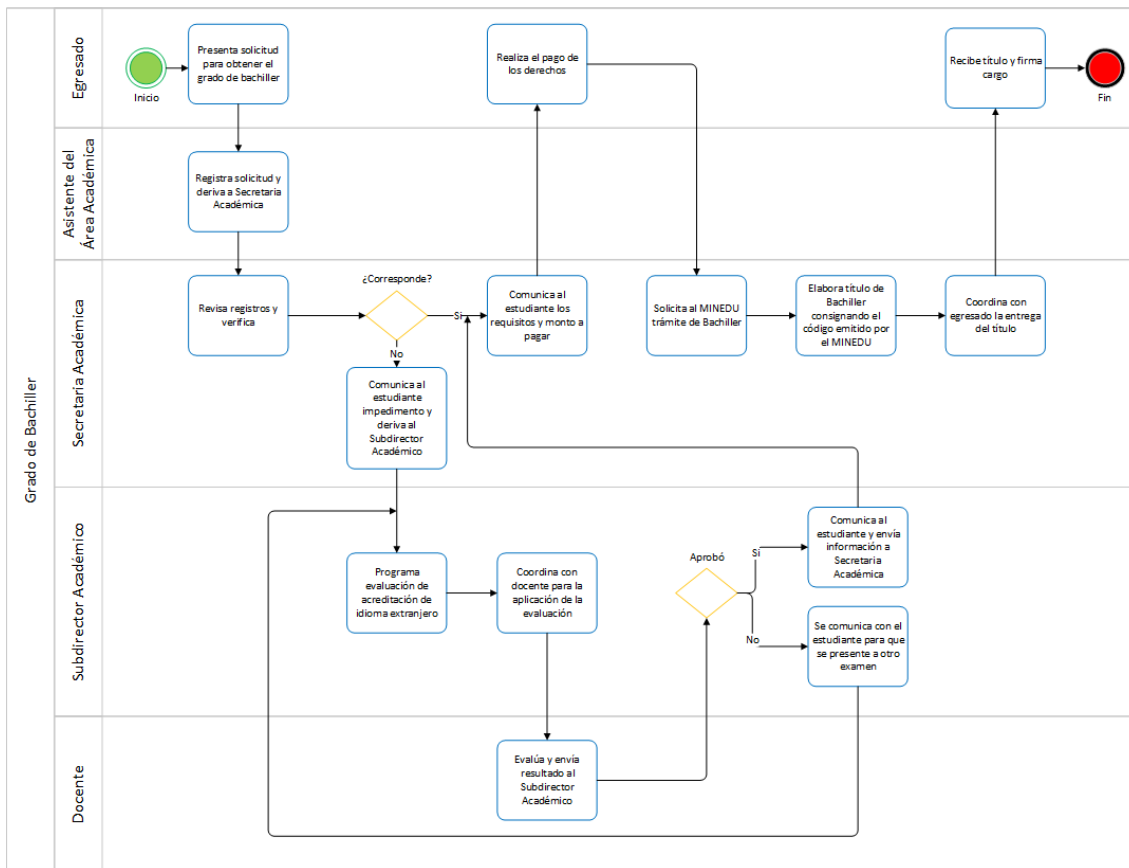 Grado de Bachiller
Egresado
Inicio
Presenta solicitud
para obtener el
grado de bachiller
Realiza el pago de
los derechos
Recibe título y firma
cargo
Fin
Asistente del
Área Académica
Registra solicitud y
deriva a Secretaria
Académica
Secretaria Académica
Revisa registros y
verifica
¿Corresponde?
Si
No
Comunica al
estudiante los
requisitos y monto a
pagar
Solicita al MINEDU
trámite de Bachiller
Elabora título de
Bachiller
consignando el
código emitido por
el MINEDU
Coordina con
egresado la entrega
del título
Comunica al
estudiante
impedimento y
deriva al
Subdirector
Académico
Subdirector Académico
Programa
evaluación de
acreditación de
idioma extranjero
Coordina con
docente para la
aplicación de la
evaluación
Aprobó
Si
No
Comunica al
estudiante y envía
información a
Secretaria
Académica
Se comunica con el
estudiante para que
se presente a otro
examen
Docente
Evalúa y envía
resultado al
Subdirector
Académico